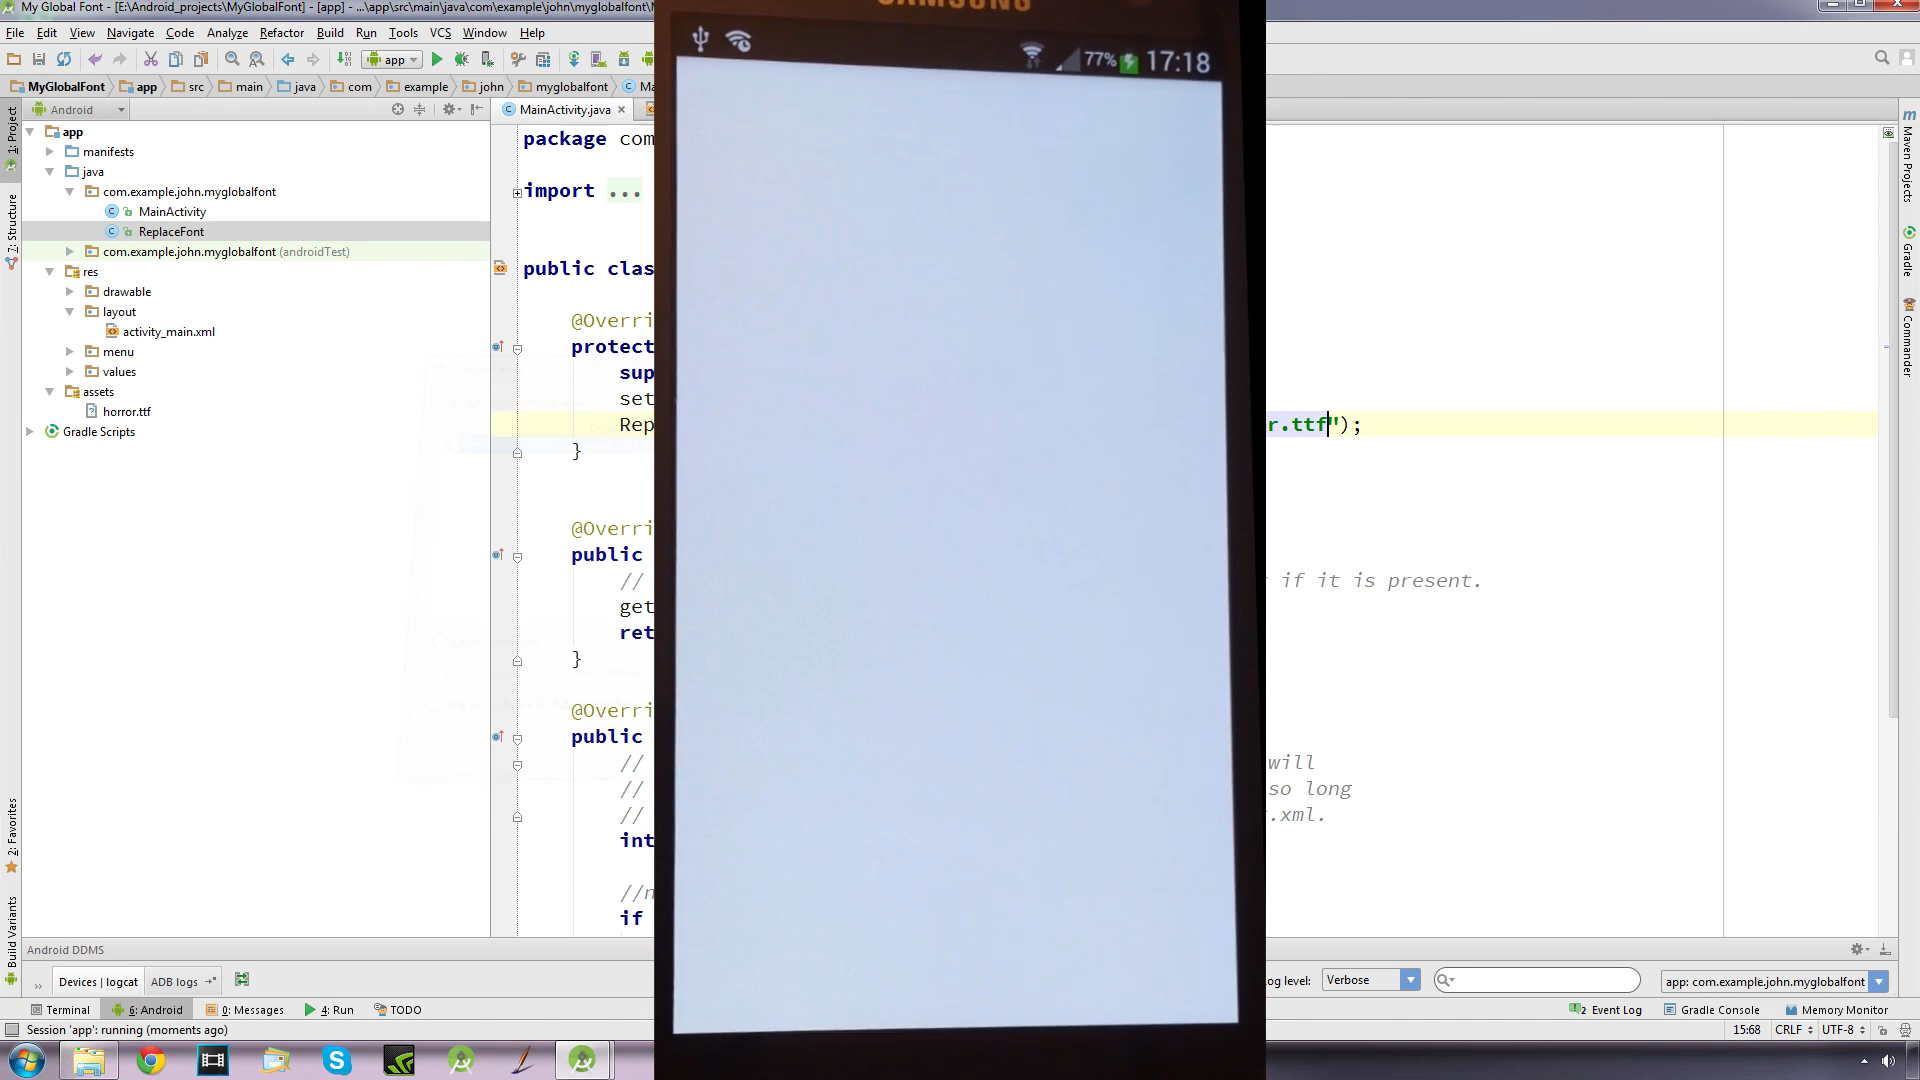 My Global Font - [E:\Android_projects\MyGlobalFont] - [app] - ...\app\src\main\java\com\example\john\myglobalfont\M
File Edit View Navigate Code Analyze Refactor Build Run Tools VCS Window Help
SAMSUNG
77% 17:18
app
MyGlobalFont app src main java com example john myglobalfont Ma
Android
MainActivity.java
1: Project
7: Structure
2: Favorites
Build Variants
app
manifests
java
com.example.john.myglobalfont
MainActivity
ReplaceFont
com.example.john.myglobalfont (androidTest)
res
drawable
layout
activity_main.xml
menu
values
assets
horror.ttf
Gradle Scripts
package com
import ...
public clas
@Overri
protect
sup
set
Rep r.ttf");
}
@Overri
public
// if it is present.
get
ret
}
@Overri
public
// will
// so long
// .xml.
int
//n
if
m Maven Projects
Gradle
Commander
Android DDMS
Devices | logcat ADB logs
og level: Verbose app: com.example.john.myglobalfont
Terminal 6: Android 0: Messages 4: Run TODO 2 Event Log Gradle Console Memory Monitor
Session 'app': running (moments ago) 15:68 CRLF UTF-8